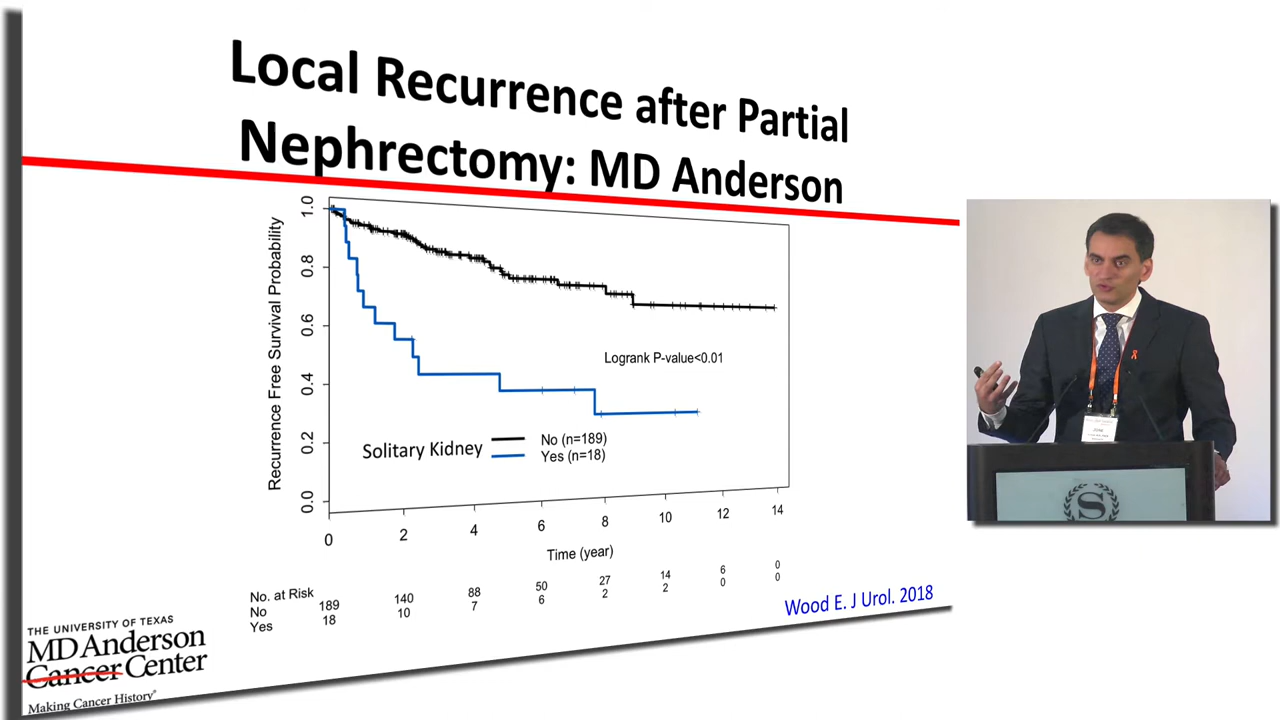 Local Recurrence after Partial
Nephrectomy: MD Anderson
Recurrence Free Survival Probability
1.0
0.8
0.6
0.4
0.2
0.0
Logrank P-value<0.01
Solitary Kidney
No (n=189)
Yes (n=18)
0 2 4 6 8 10 12 14
Time (year)
No. at Risk
No 189 140 88 50 27 14 6 0
Yes 18 10 7 6 2 2 0 0
Wood E. J Urol. 2018
THE UNIVERSITY OF TEXAS
MD Anderson
Cancer Center
Making Cancer History®
S